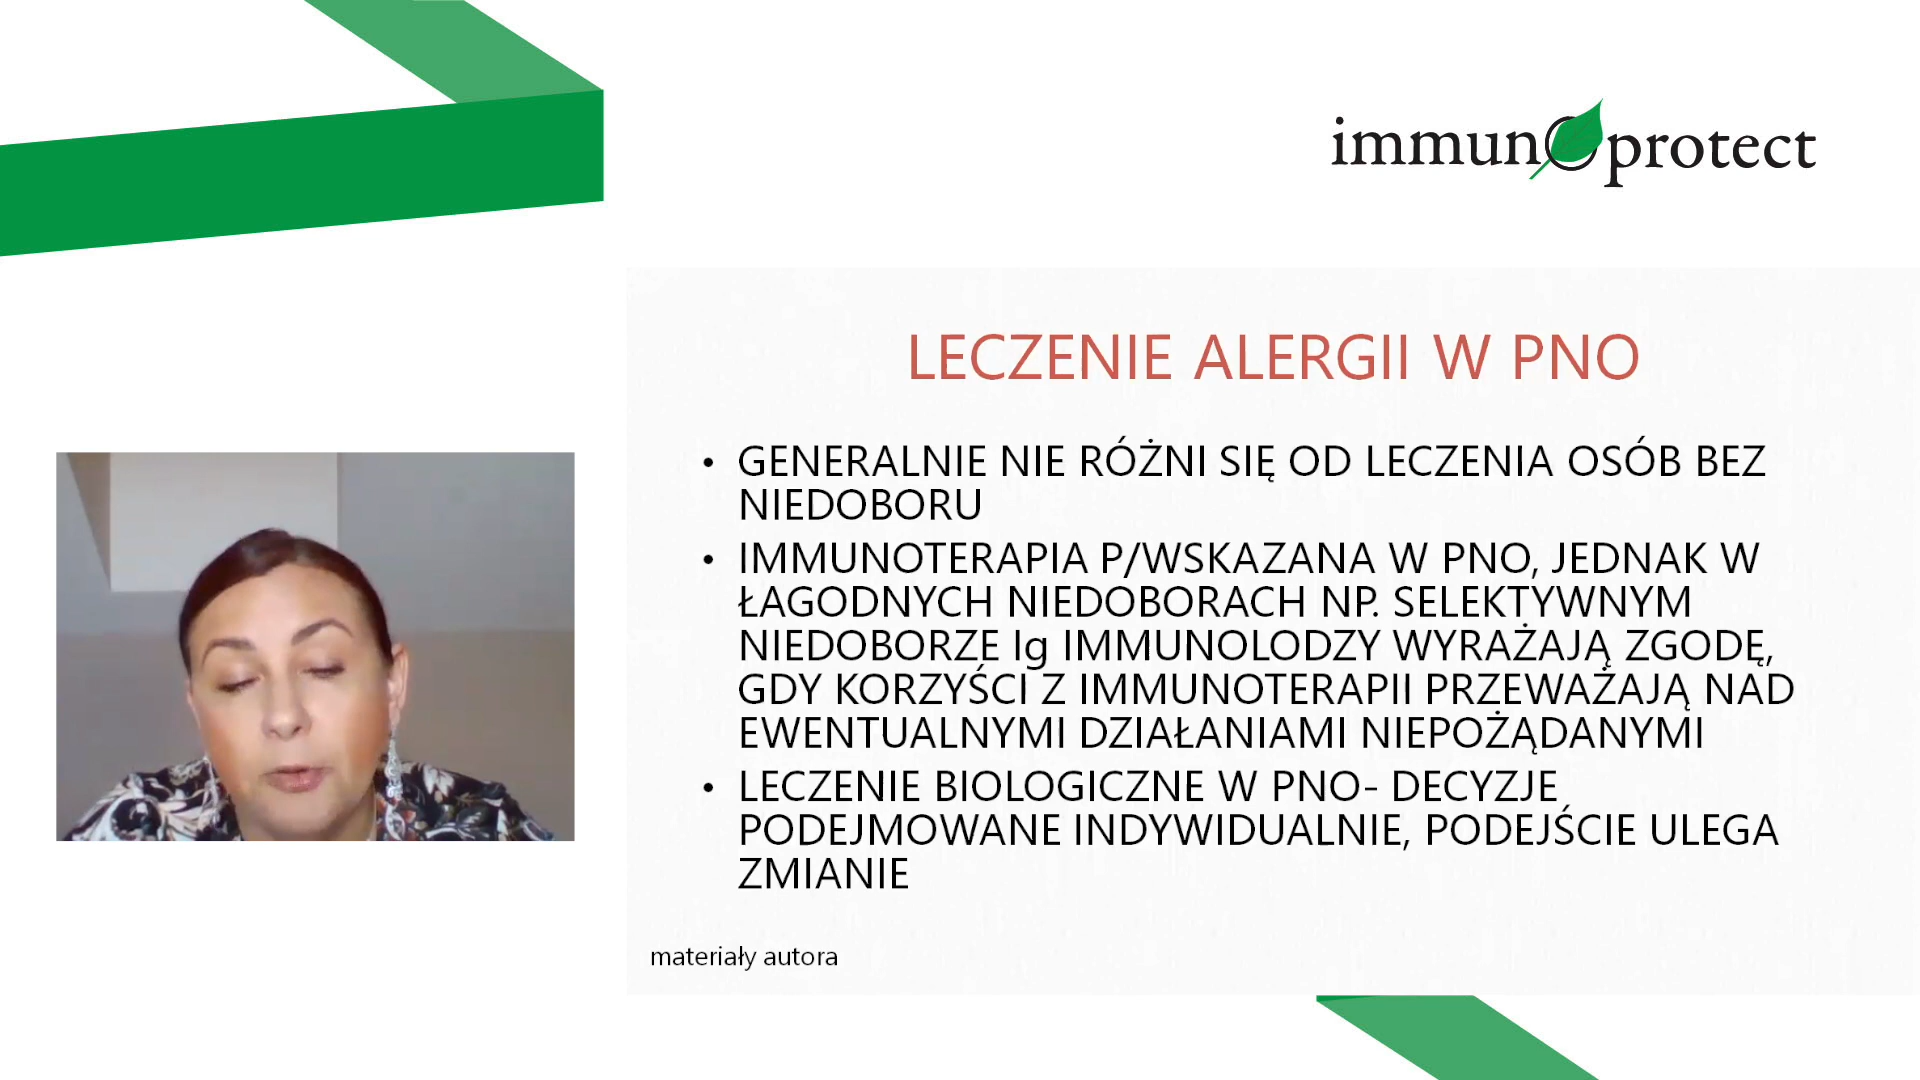 immunoprotect
LECZENIE ALERGII W PNO
• GENERALNIE NIE RÓŻNI SIĘ OD LECZENIA OSÓB BEZ
NIEDOBORU
• IMMUNOTERAPIA P/WSKAZANA W PNO, JEDNAK W
ŁAGODNYCH NIEDOBORACH NP. SELEKTYWNYM
NIEDOBORZE Ig IMMUNOLODZY WYRAŻAJĄ ZGODĘ,
GDY KORZYŚCI Z IMMUNOTERAPII PRZEWAŻAJĄ NAD
EWENTUALNYMI DZIAŁANIAMI NIEPOŻĄDANYMI
• LECZENIE BIOLOGICZNE W PNO- DECYZJE
PODEJMOWANE INDYWIDUALNIE, PODEJŚCIE ULEGA
ZMIANIE
materiały autora